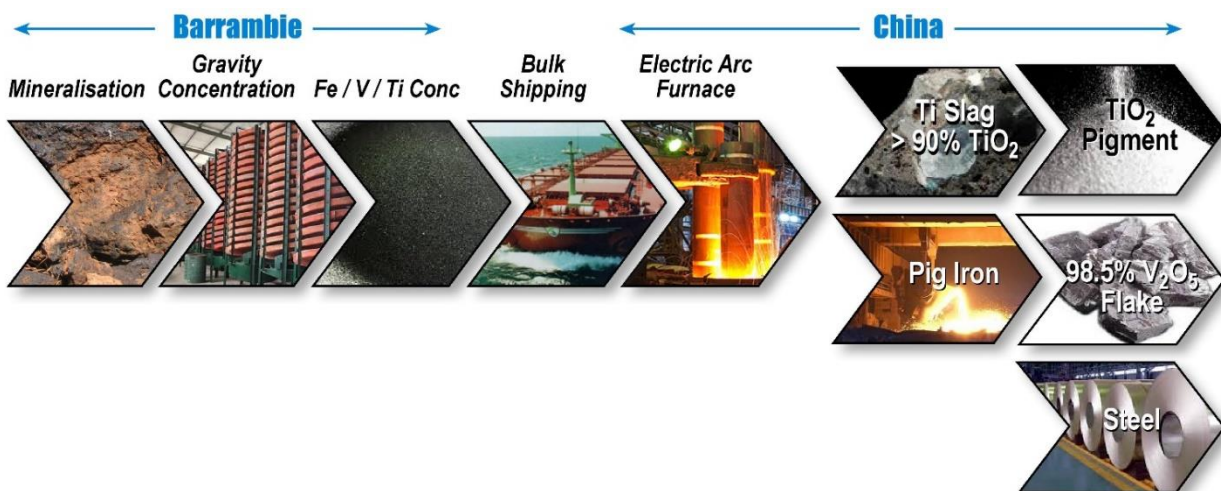 Barrambie
China
Mineralisation
Gravity
Concentration
Fe / V / Ti Conc
Bulk
Shipping
Electric Arc
Furnace
Ti Slag
> 90% TiO₂
TiO₂
Pigment
Pig Iron
98.5% V₂O₅
Flake
Steel